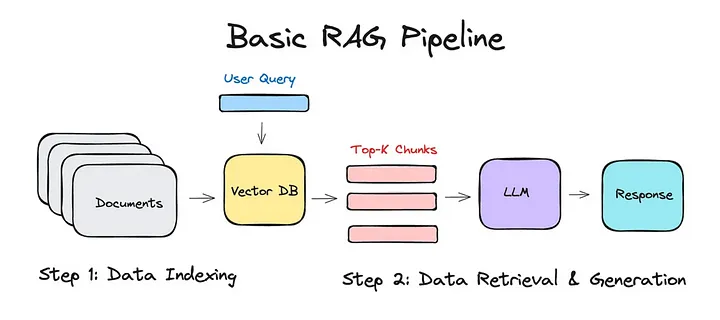 Basic RAG Pipeline
User Query
Top-K Chunks
Documents
Vector DB
LLM
Response
Step 1: Data Indexing
Step 2: Data Retrieval & Generation